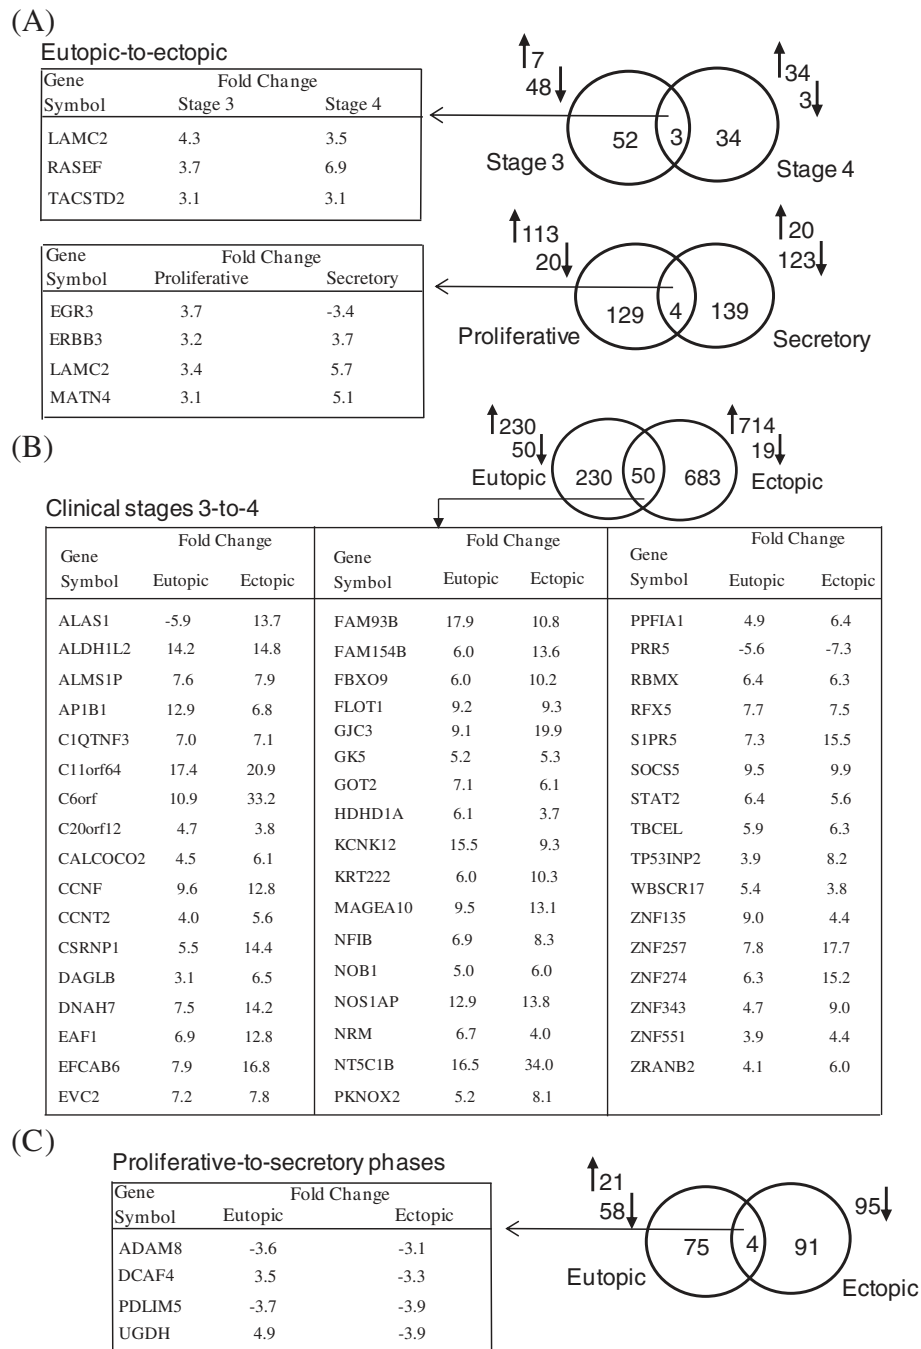 (A)
Eutopic-to-ectopic
Gene Symbol Fold Change
Stage 3 Stage 4
LAMC2 4.3 3.5
RASEF 3.7 6.9
TACSTD2 3.1 3.1
7
48
34
3
52 3 34
Stage 3
Stage 4
Gene Symbol Fold Change
Proliferative Secretory
EGR3 3.7 -3.4
ERBB3 3.2 3.7
LAMC2 3.4 5.7
MATN4 3.1 5.1
113
20
20
123
129 4 139
Proliferative
Secretory
(B)
230
50
714
19
230 50 683
Eutopic
Ectopic
Clinical stages 3-to-4
Gene Symbol Fold Change
Eutopic Ectopic
ALAS1 -5.9 13.7
ALDH1L2 14.2 14.8
ALMS1P 7.6 7.9
AP1B1 12.9 6.8
C1QTNF3 7.0 7.1
C11orf64 17.4 20.9
C6orf 10.9 33.2
C20orf12 4.7 3.8
CALCOCO2 4.5 6.1
CCNF 9.6 12.8
CCNT2 4.0 5.6
CSRNP1 5.5 14.4
DAGLB 3.1 6.5
DNAH7 7.5 14.2
EAF1 6.9 12.8
EFCAB6 7.9 16.8
EVC2 7.2 7.8
Gene Symbol Fold Change
Eutopic Ectopic
FAM93B 17.9 10.8
FAM154B 6.0 13.6
FBXO9 6.0 10.2
FLOT1 9.2 9.3
GJC3 9.1 19.9
GK5 5.2 5.3
GOT2 7.1 6.1
HDHD1A 6.1 3.7
KCNK12 15.5 9.3
KRT222 6.0 10.3
MAGEA10 9.5 13.1
NFIB 6.9 8.3
NOB1 5.0 6.0
NOS1AP 12.9 13.8
NRM 6.7 4.0
NT5C1B 16.5 34.0
PKNOX2 5.2 8.1
Gene Symbol Fold Change
Eutopic Ectopic
PPFIA1 4.9 6.4
PRR5 -5.6 -7.3
RBMX 6.4 6.3
RFX5 7.7 7.5
S1PR5 7.3 15.5
SOCS5 9.5 9.9
STAT2 6.4 5.6
TBCEL 5.9 6.3
TP53INP2 3.9 8.2
WBSCR17 5.4 3.8
ZNF135 9.0 4.4
ZNF257 7.8 17.7
ZNF274 6.3 15.2
ZNF343 4.7 9.0
ZNF551 3.9 4.4
ZRANB2 4.1 6.0
(C)
Proliferative-to-secretory phases
Gene Symbol Fold Change
Eutopic Ectopic
ADAM8 -3.6 -3.1
DCAF4 3.5 -3.3
PDLIM5 -3.7 -3.9
UGDH 4.9 -3.9
21
58
95
75 4 91
Eutopic
Ectopic